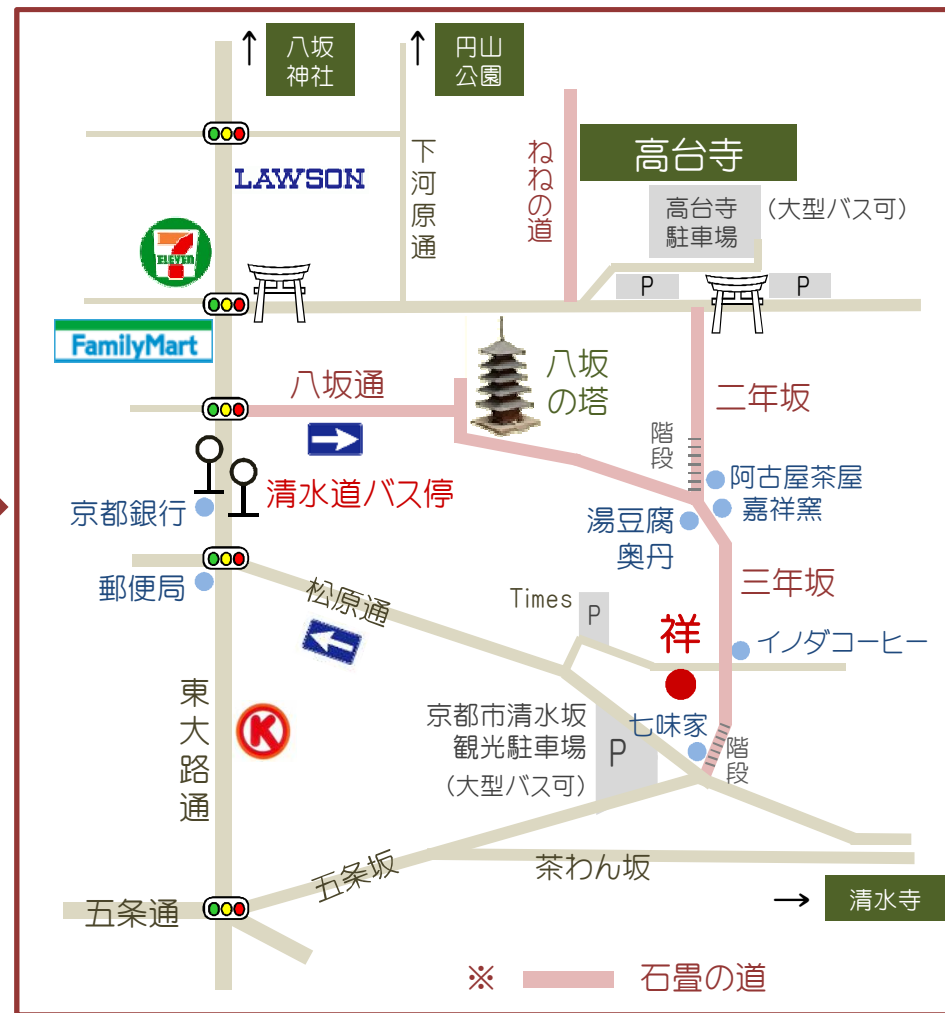 八坂
神社
円山
公園
高台寺
LAWSON
下河原通
ねねの道
高台寺
駐車場
(大型バス可)
7
ELEVEN
P
P
FamilyMart
八坂通
八坂
の塔
二年坂
階段
清水道バス停
京都銀行
阿古屋茶屋
嘉祥窯
湯豆腐
奥丹
郵便局
松原通
三年坂
Times
P
祥
イノダコーヒー
東大路通
K
京都市清水坂
観光駐車場
(大型バス可)
P
七味家
階段
五条坂
茶わん坂
五条通
清水寺
※
石畳の道